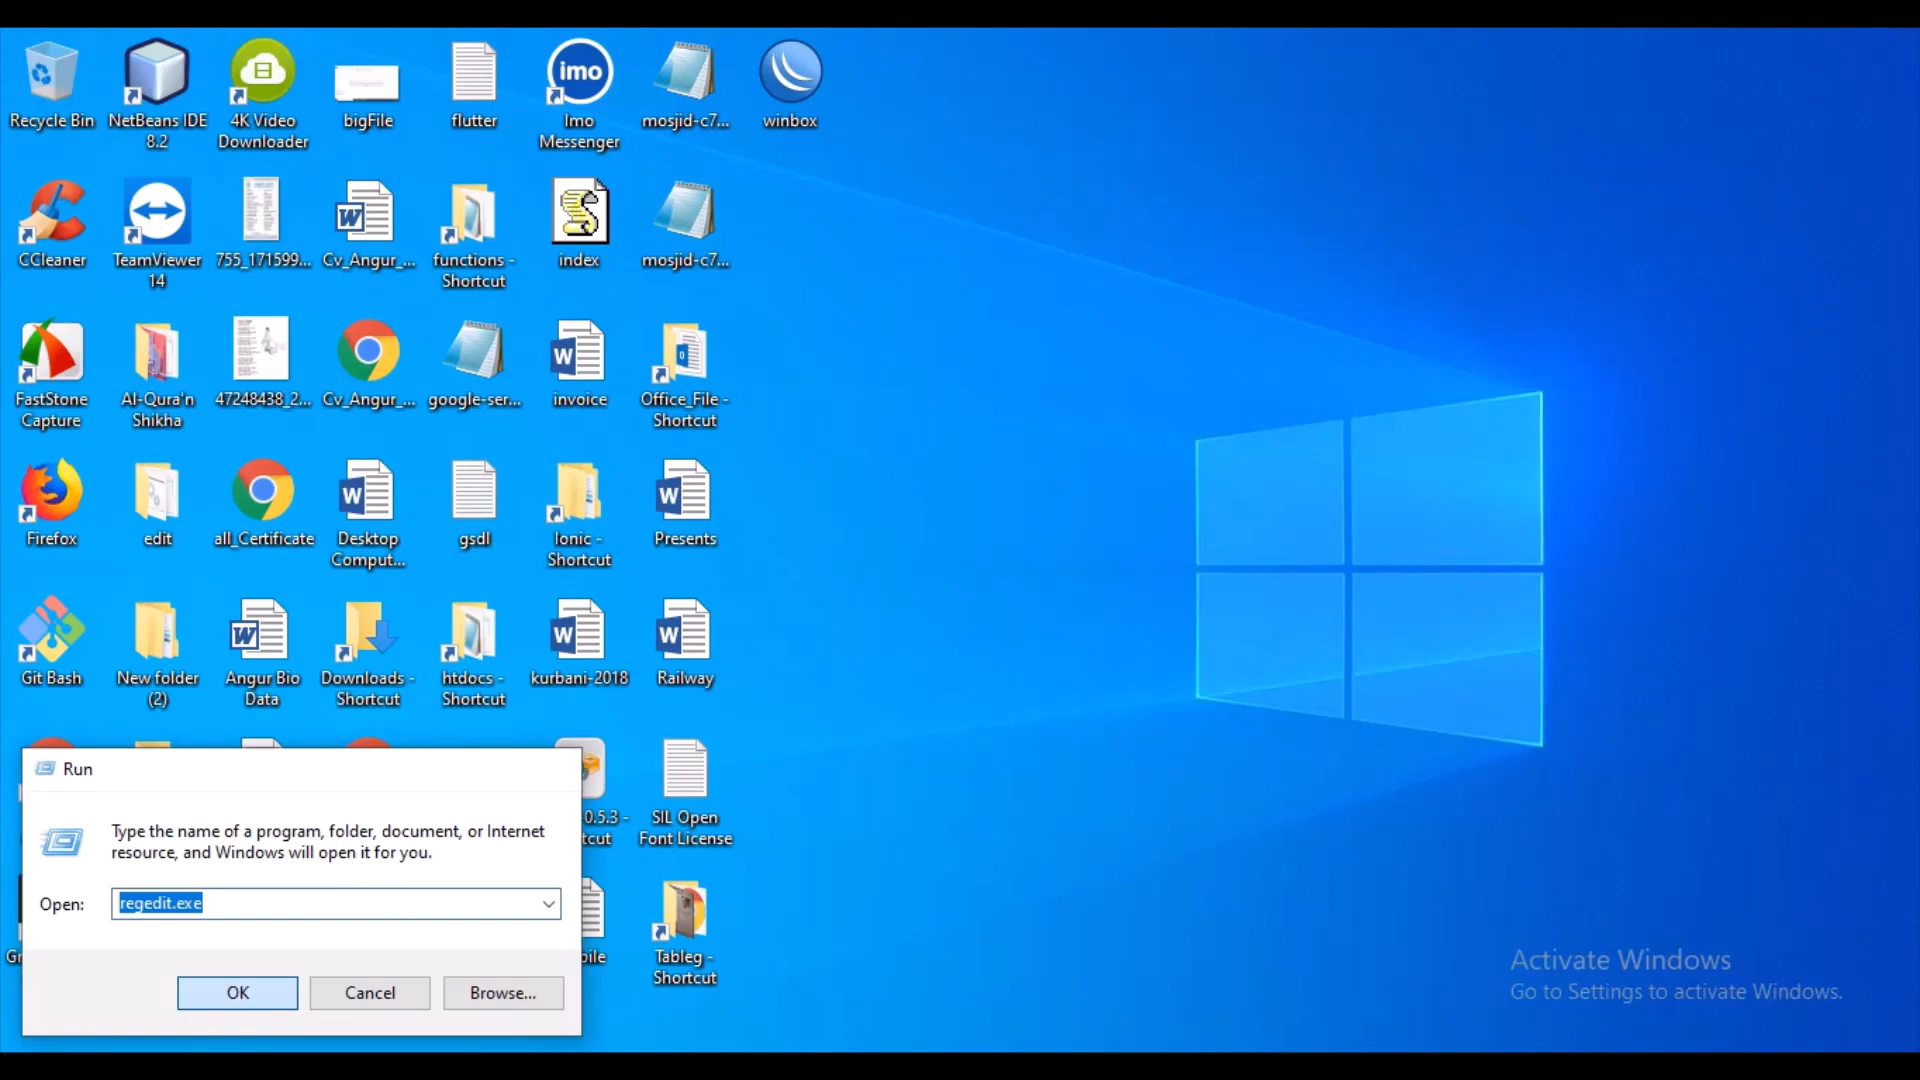 Recycle Bin
NetBeans IDE
8.2
4K Video
Downloader
bigFile
flutter
imo
Imo
Messenger
mosjid-c7...
winbox
CCleaner
TeamViewer
14
755_171599...
Cv_Angur_...
functions -
Shortcut
index
mosjid-c7...
FastStone
Capture
Al-Qura'n
Shikha
47248438_2...
Cv_Angur_...
google-ser...
invoice
Office_File -
Shortcut
Firefox
edit
all_Certificate
Desktop
Comput...
gsdl
Ionic -
Shortcut
Presents
Git Bash
New folder
(2)
Angur Bio
Data
Downloads -
Shortcut
htdocs -
Shortcut
kurbani-2018
Railway
0.5.3 -
tcut
SIL Open
Font License
Tableg -
Shortcut
Run
Type the name of a program, folder, document, or Internet
resource, and Windows will open it for you.
Open:
regedit.exe
OK
Cancel
Browse...
Activate Windows
Go to Settings to activate Windows.